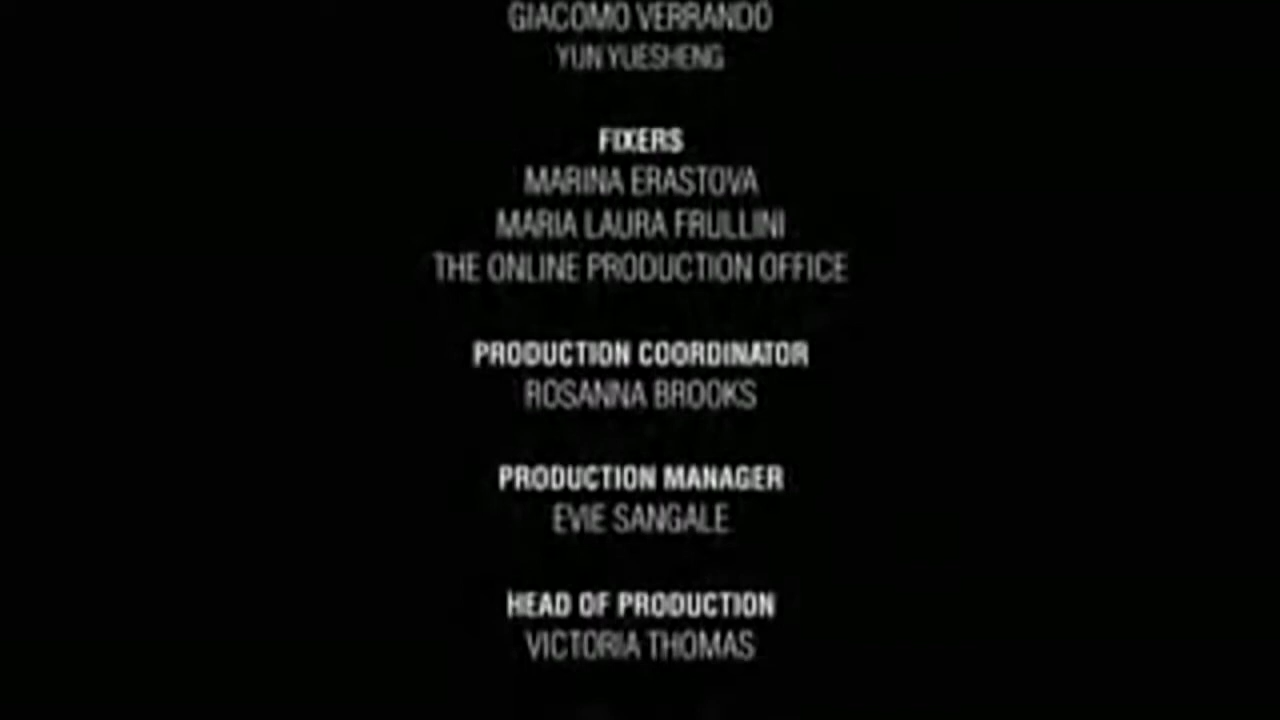 GIACOMO VERRANDO
YUN YUESHENG
FIXERS
MARINA ERASTOVA
MARIA LAURA FRULLINI
THE ONLINE PRODUCTION OFFICE
PRODUCTION COORDINATOR
ROSANNA BROOKS
PRODUCTION MANAGER
EVIE SANGALE
HEAD OF PRODUCTION
VICTORIA THOMAS